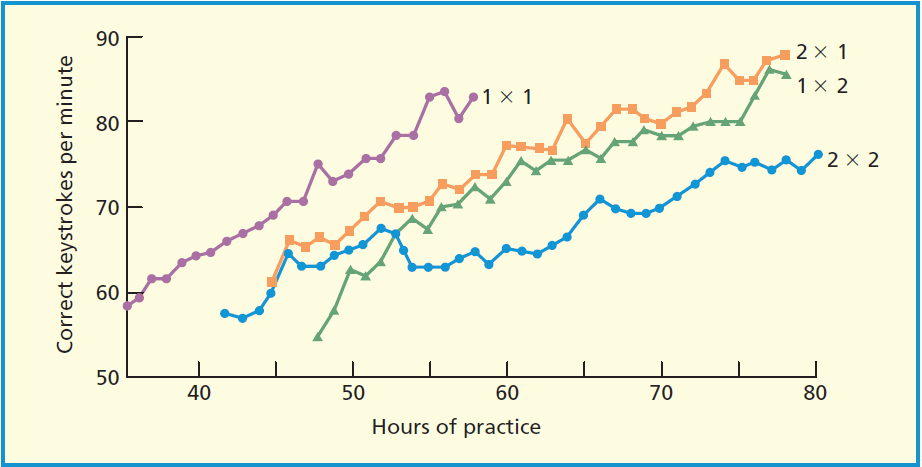 Correct keystrokes per minute
90
80
70
60
50
1 × 1
2 × 1
1 × 2
2 × 2
40
50
60
70
80
Hours of practice